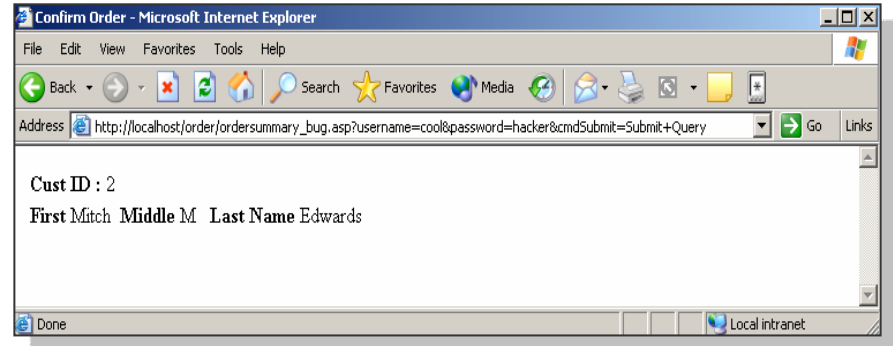 Confirm Order - Microsoft Internet Explorer
File Edit View Favorites Tools Help
Back Search Favorites Media
Address http://localhost/order/ordersummary_bug.asp?username=cool&password=hacker&cmdSubmit=Submit+Query Go Links
Cust ID : 2
First Mitch Middle M Last Name Edwards
Done Local intranet